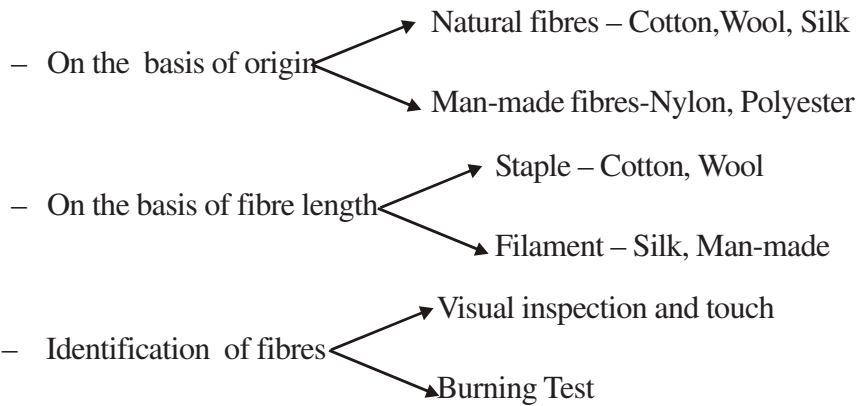 Natural fibres – Cotton,Wool, Silk
– On the basis of origin
Man-made fibres-Nylon, Polyester
Staple – Cotton, Wool
– On the basis of fibre length
Filament – Silk, Man-made
Visual inspection and touch
– Identification of fibres
Burning Test